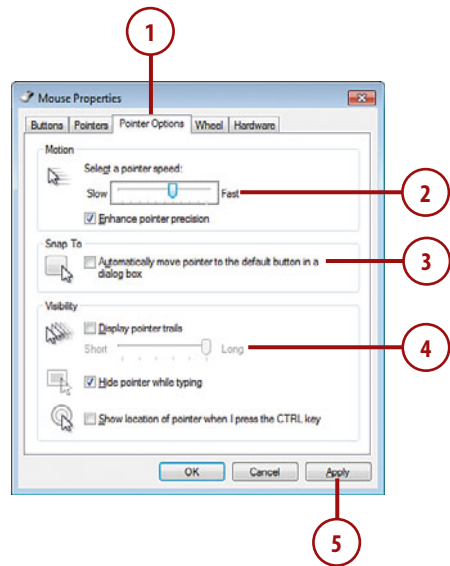 1
Mouse Properties
Buttons Pointers Pointer Options Wheel Hardware
Motion
Select a pointer speed:
Slow Fast
2
Enhance pointer precision
Snap To
Automatically move pointer to the default button in a
dialog box
3
Visibility
Display pointer trails
Short Long
4
Hide pointer while typing
Show location of pointer when I press the CTRL key
OK Cancel Apply
5